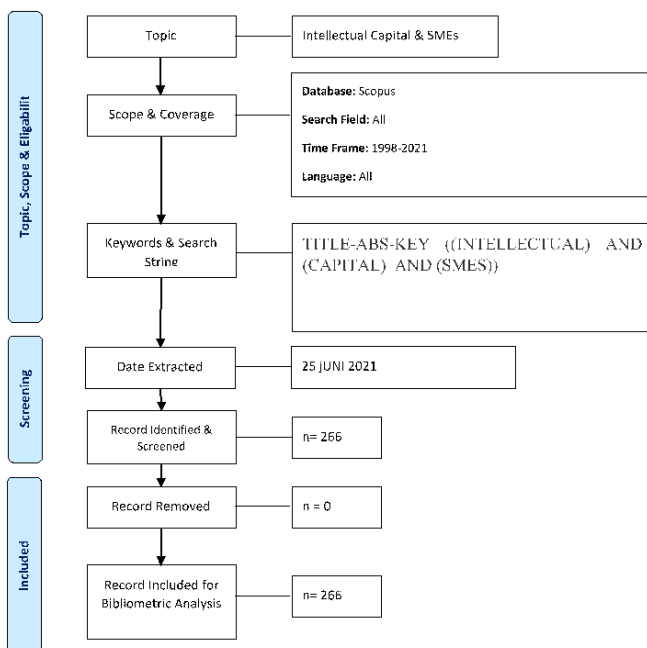 Topic, Scope & Eligabilit
Topic
Intellectual Capital & SMEs
Scope & Coverage
Database: Scopus
Search Field: All
Time Frame: 1998-2021
Language: All
Keywords & Search
String
TITLE-ABS-KEY ((INTELLECTUAL) AND
(CAPITAL) AND (SMES))
Screening
Date Extracted
25 jUNI 2021
Record Identified &
Screened
n= 266
Included
Record Removed
n = 0
Record Included for
Bibliometric Analysis
n= 266